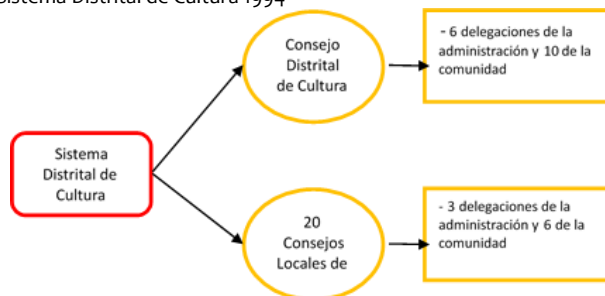 Sistema Distrital de Cultura 1994
Consejo
Distrital
de Cultura
- 6 delegaciones de la
administración y 10 de la
comunidad
Sistema
Distrital de
Cultura
20
Consejos
Locales de
- 3 delegaciones de la
administración y 6 de la
comunidad